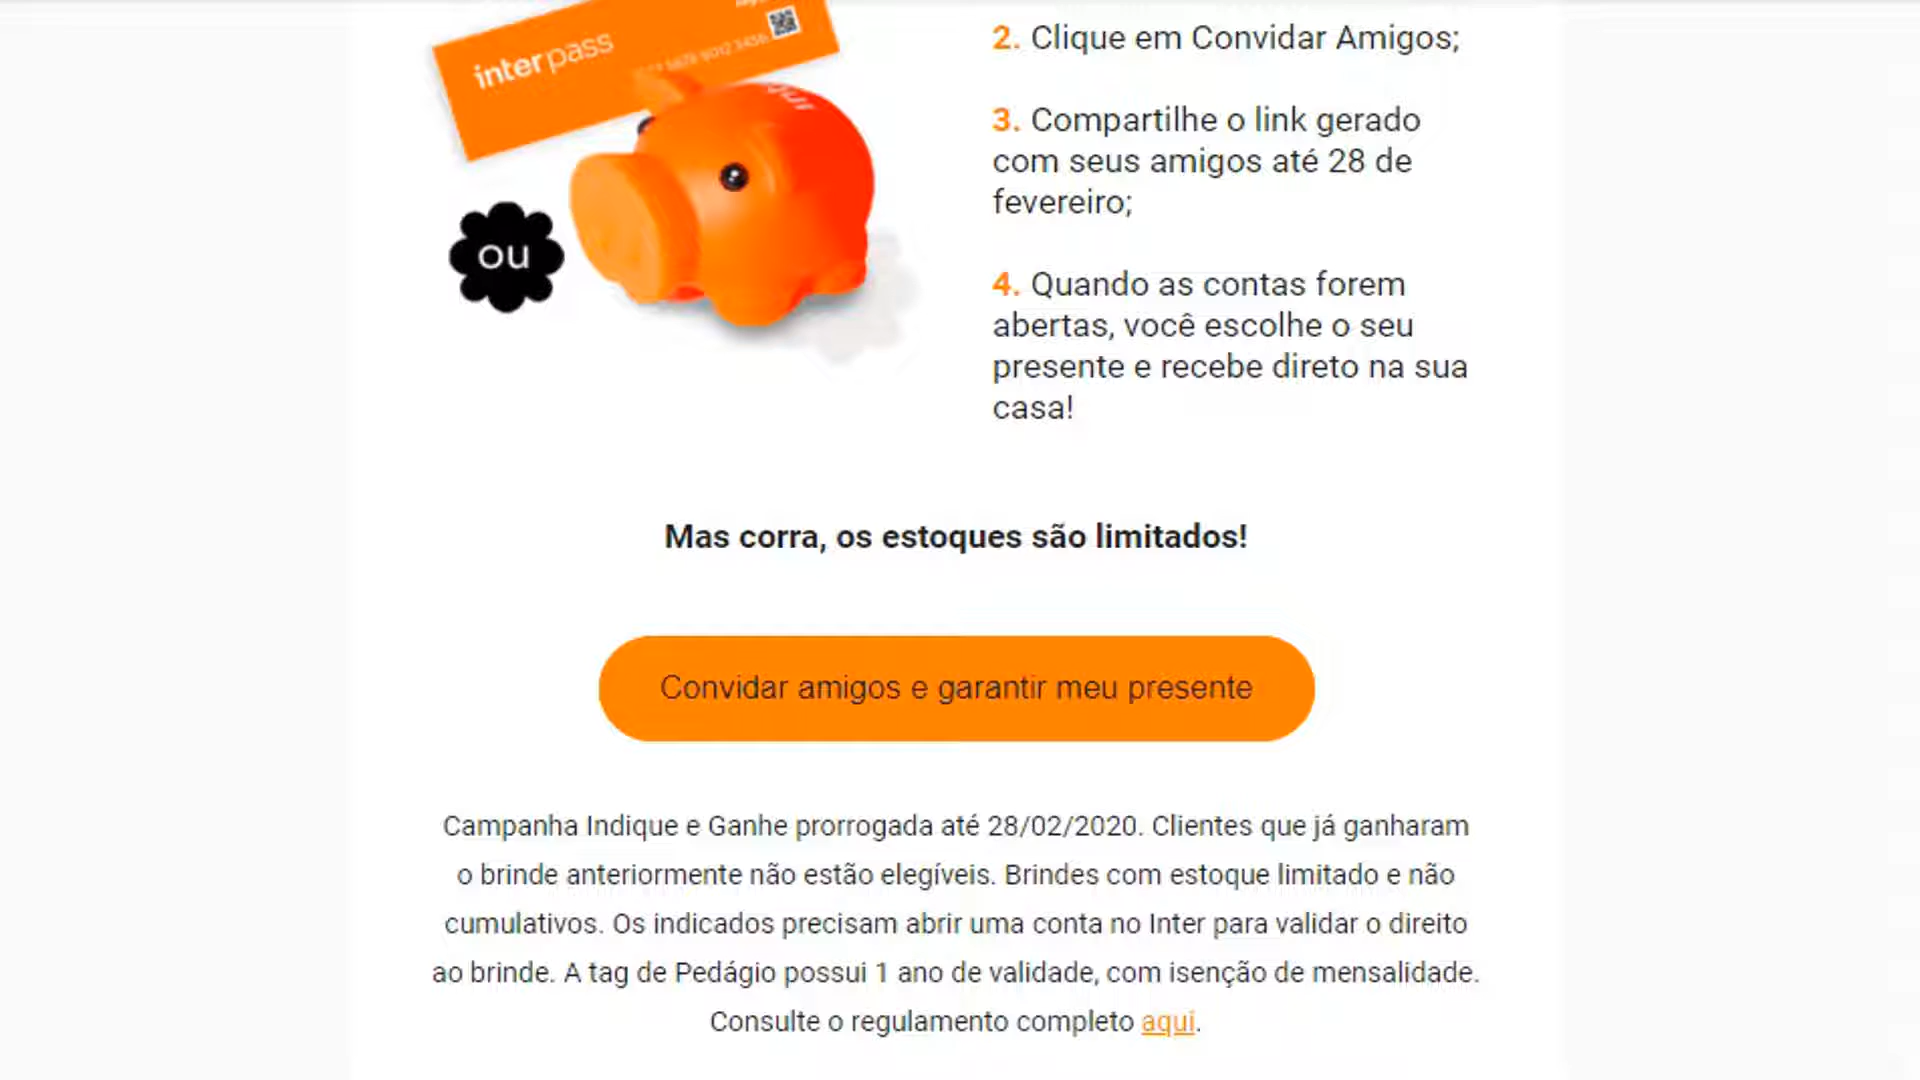 interpass
ou
2. Clique em Convidar Amigos;
3. Compartilhe o link gerado
com seus amigos até 28 de
fevereiro;
4. Quando as contas forem
abertas, você escolhe o seu
presente e recebe direto na sua
casa!
Mas corra, os estoques são limitados!
Convidar amigos e garantir meu presente
Campanha Indique e Ganhe prorrogada até 28/02/2020. Clientes que já ganharam
o brinde anteriormente não estão elegíveis. Brindes com estoque limitado e não
cumulativos. Os indicados precisam abrir uma conta no Inter para validar o direito
ao brinde. A tag de Pedágio possui 1 ano de validade, com isenção de mensalidade.
Consulte o regulamento completo aqui.